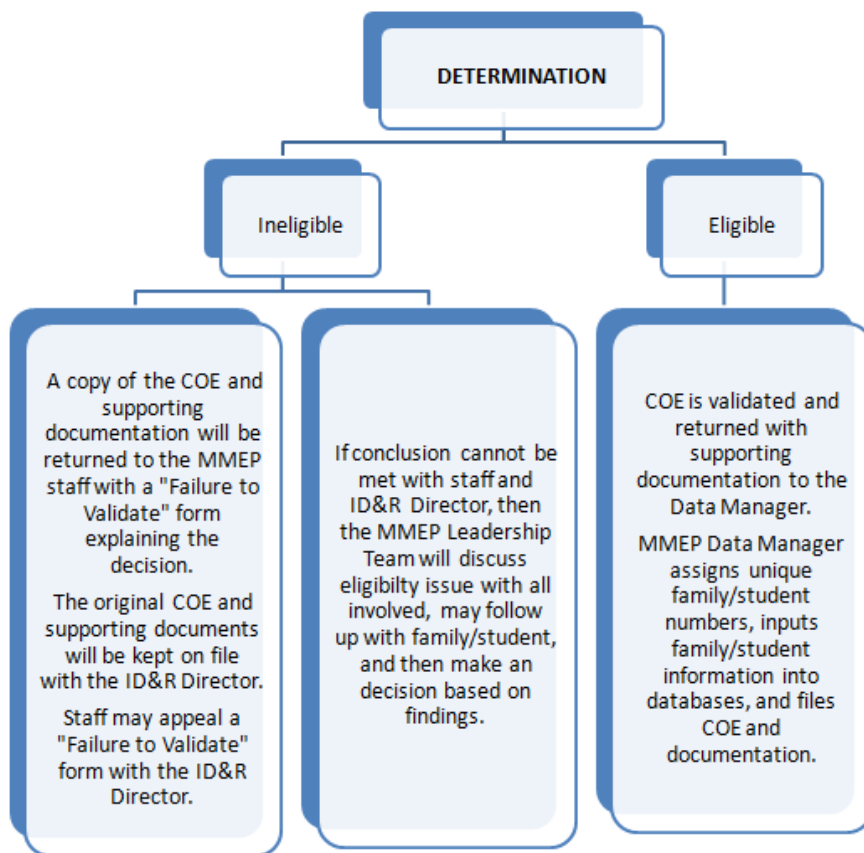 DETERMINATION
Ineligible
Eligible
A copy of the COE and
supporting
documentation will be
returned to the MMEP
staff with a "Failure to
Validate" form
explaining the
decision.
The original COE and
supporting documents
will be kept on file
with the ID&R Director.
Staff may appeal a
"Failure to Validate"
form with the ID&R
Director.
If conclusion cannot be
met with staff and
ID&R Director, then
the MMEP Leadership
Team will discuss
eligibilty issue with all
involved, may follow
up with family/student,
and then make an
decision based on
findings.
COE is validated and
returned with
supporting
documentation to the
Data Manager.
MMEP Data Manager
assigns unique
family/student
numbers, inputs
family/student
information into
databases, and files
COE and
documentation.